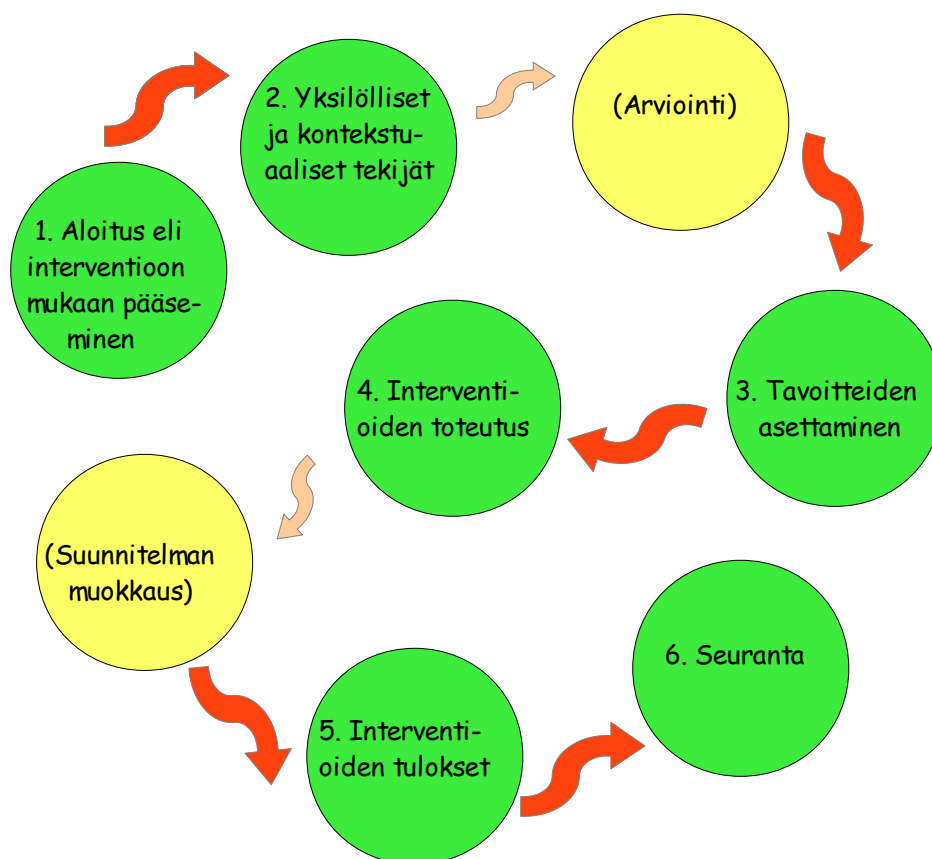 1. Aloitus eli
interventioon
mukaan pääse-
minen
2. Yksilölliset
ja kontekstu-
aaliset tekijät
(Arviointi)
3. Tavoitteiden
asettaminen
4. Interventi-
oiden toteutus
(Suunnitelman
muokkaus)
5. Interventi-
oiden tulokset
6. Seuranta